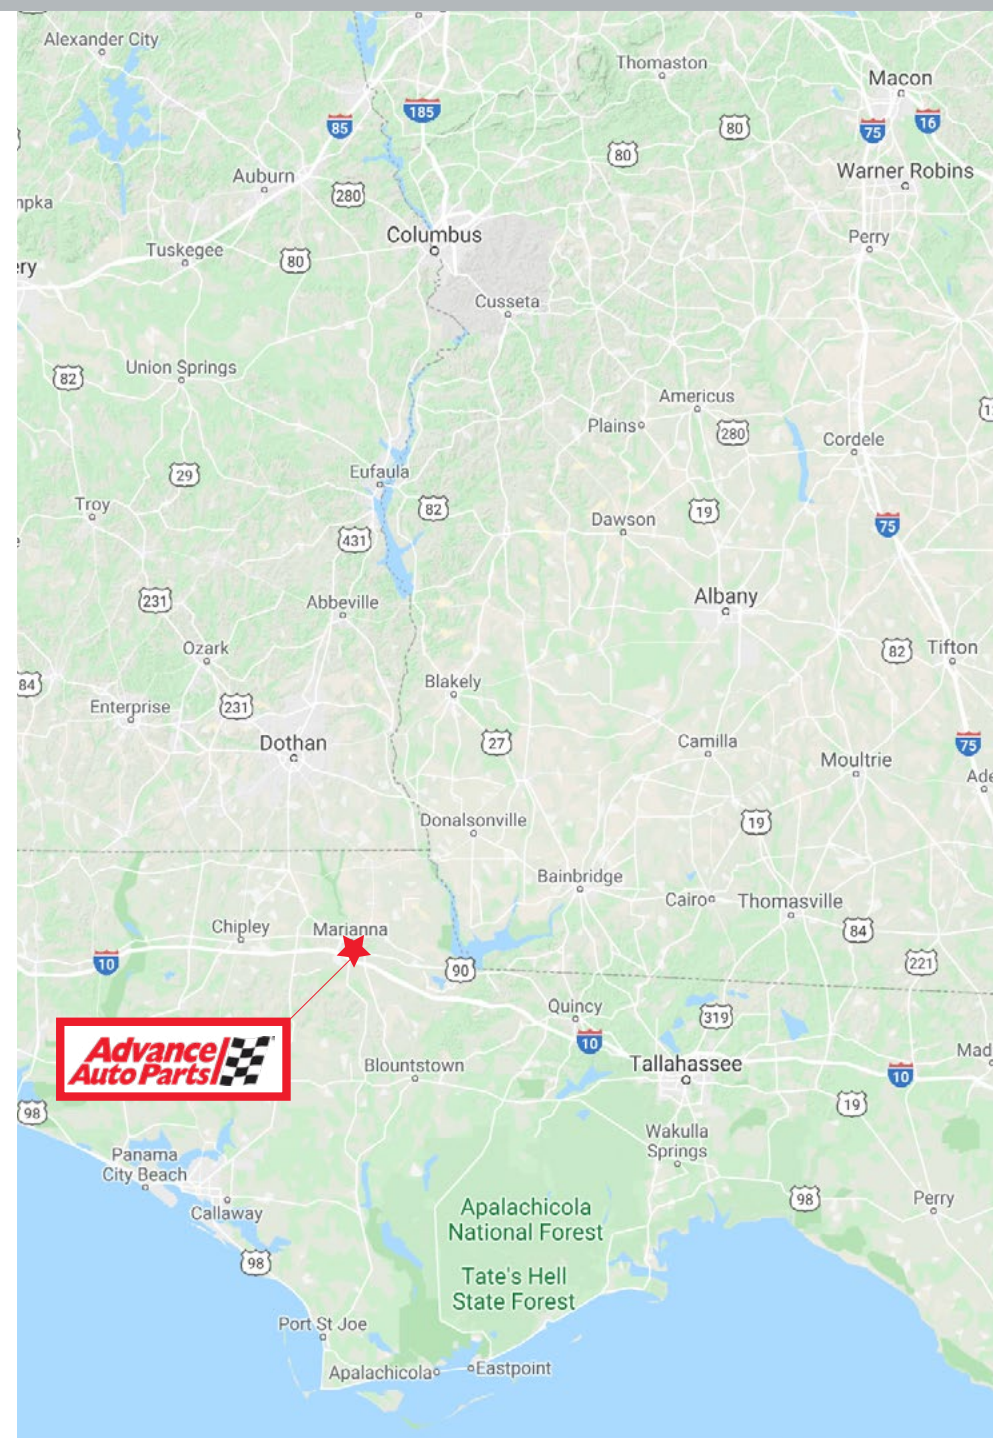 Alexander City
Thomaston
Macon
185
85
80
75
16
80
Warner Robins
Auburn
280
npka
Columbus
Perry
Tuskegee
80
ry
Cusseta
Union Springs
82
Americus
Plains
280
Cordele
Eufaula
29
Troy
82
19
Dawson
75
431
Albany
231
Abbeville
Ozark
82
Tifton
84
Blakely
Enterprise
231
Dothan
27
Camilla
75
Moultrie
Ade
Donalsonville
19
Bainbridge
Cairo
Thomasville
Chipley
Marianna
84
10
90
221
Quincy
319
10
Advance
Auto Parts
Blountstown
Tallahassee
Mad
10
98
19
Wakulla
Springs
Panama
City Beach
98
Perry
Callaway
Apalachicola
National Forest
98
Tate's Hell
State Forest
Port St Joe
Apalachicola
Eastpoint